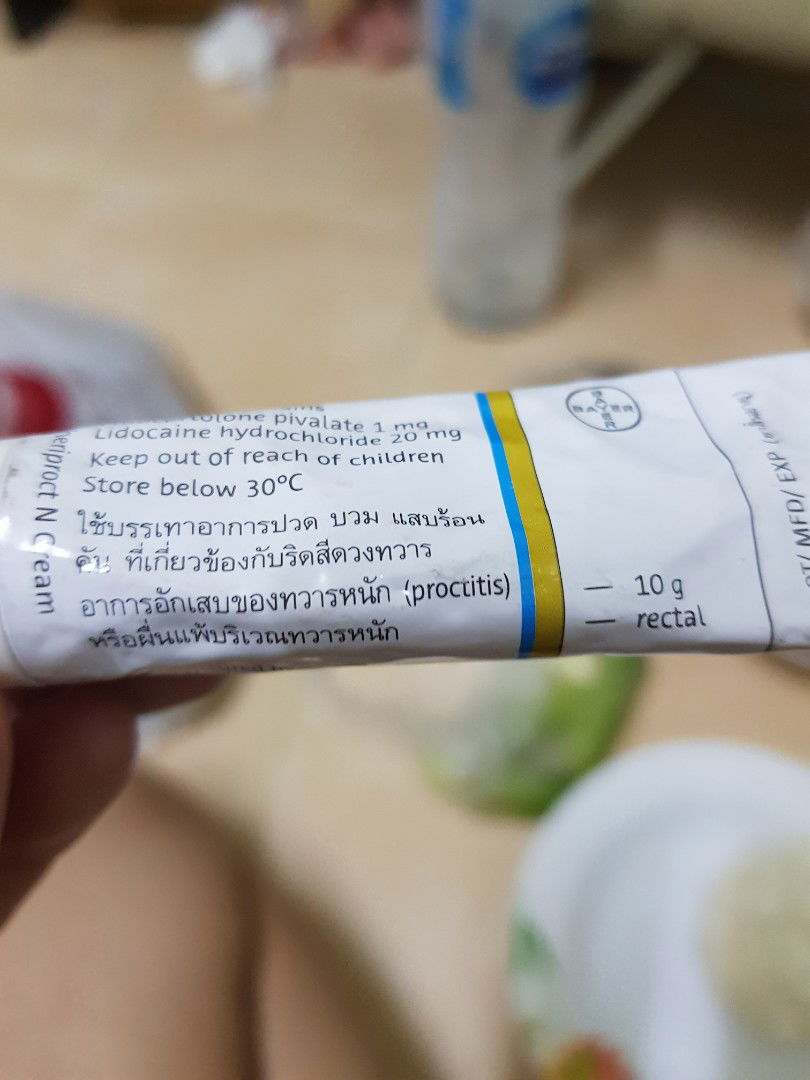 pivalate 1 mg
Lidocaine hydrochloride 20 mg
Keep out of reach of children
Store below 30°C
ใช้บรรเทาอาการปวด บวม แสบร้อน
คัน ที่เกี่ยวข้องกับริดสีดวงทวาร
อาการอักเสบของทวารหนัก (proctitis)
หรือผื่นแพ้บริเวณทวารหนัก
N Cream
BAYER
BAYER
— 10 g
— rectal
MFD/ EXP